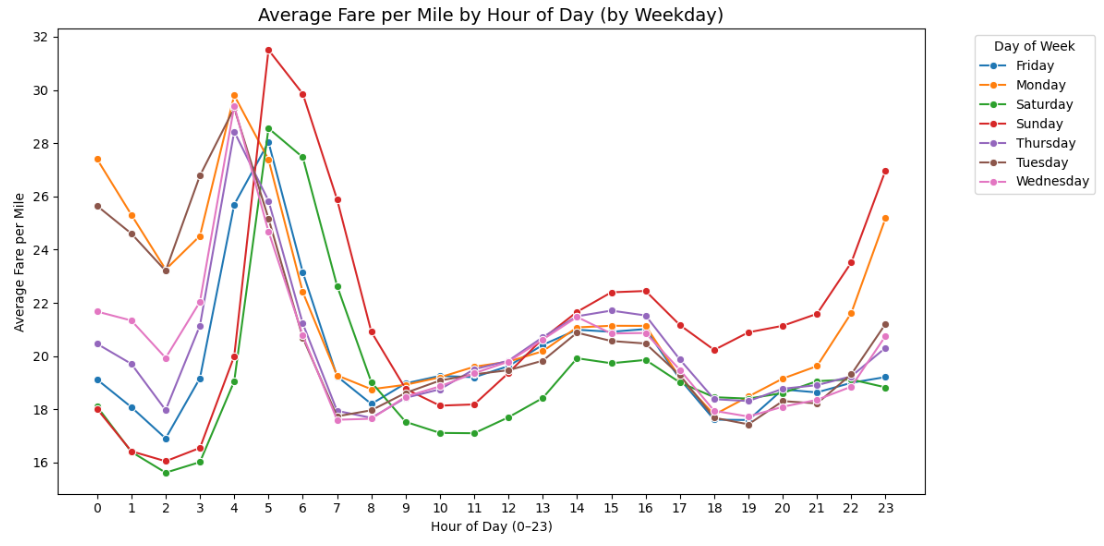 Average Fare per Mile by Hour of Day (by Weekday)
Day of Week
Friday
Monday
Saturday
Sunday
Thursday
Tuesday
Wednesday
Average Fare per Mile
32
30
28
26
24
22
20
18
16
0 1 2 3 4 5 6 7 8 9 10 11 12 13 14 15 16 17 18 19 20 21 22 23
Hour of Day (0–23)